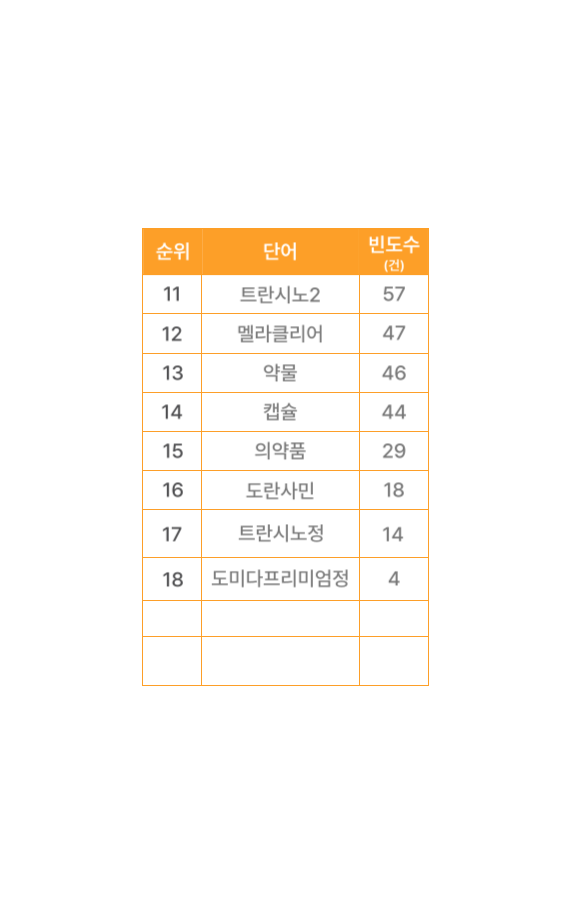 순위 단어 빈도수
(건)
11 트란시노2 57
12 멜라클리어 47
13 약물 46
14 캡슐 44
15 의약품 29
16 도란사민 18
17 트란시노정 14
18 도미다프리미엄정 4